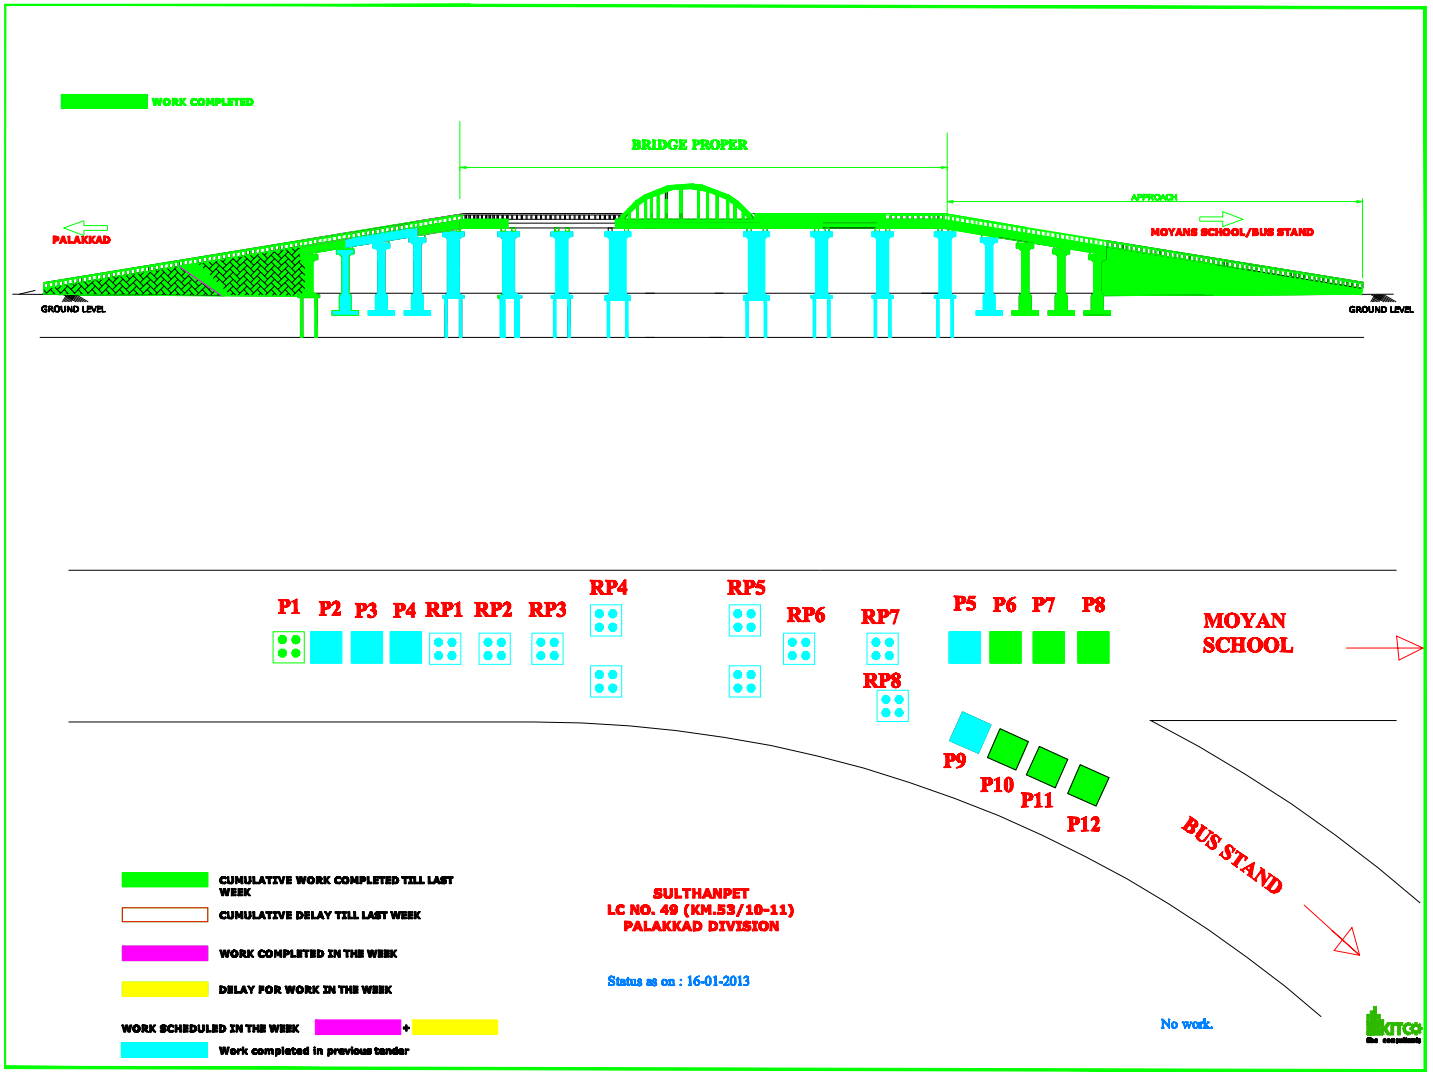 WORK COMPLETED
BRIDGE PROPER
APPROACH
PALAKKAD
MOYANS SCHOOL/BUS STAND
GROUND LEVEL
GROUND LEVEL
RP4
RP5
P1
P2
P3
P4
RP1
RP2
RP3
RP6
RP7
P5
P6
P7
P8
MOYAN
SCHOOL
RP8
P9
P10
P11
P12
BUS STAND
CUMULATIVE WORK COMPLETED TILL LAST
WEEK
CUMULATIVE DELAY TILL LAST WEEK
WORK COMPLETED IN THE WEEK
DELAY FOR WORK IN THE WEEK
WORK SCHEDULED IN THE WEEK +
Work completed in previous tender
SULTHANPET
LC NO. 49 (KM.53/10-11)
PALAKKAD DIVISION
Status as on : 16-01-2013
No work.
KITCO
the consultants